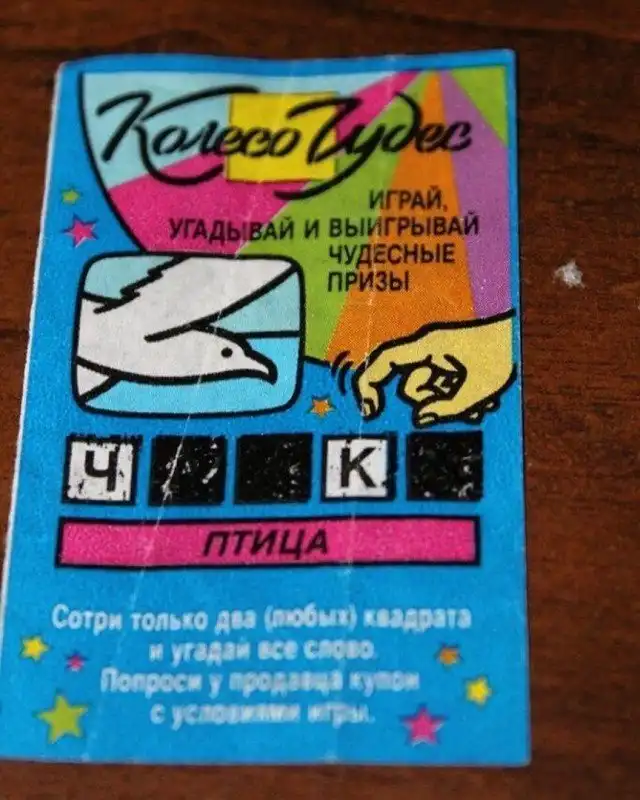 Колесо Чудес
ИГРАЙ,
УГАДЫВАЙ И ВЫИГРЫВАЙ
ЧУДЕСНЫЕ
ПРИЗЫ
Ч К
ПТИЦА
Сотри только два (любых) квадрата
и угадай все слово.
Попроси у продавца купон
с условиями игры.